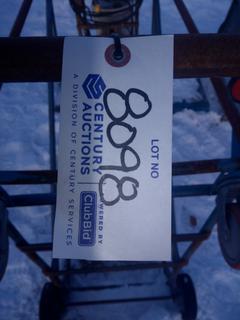 LOT NO
8098
CENTURY
AUCTIONS
A DIVISION OF CENTURY SERVICES
POWERED BY
ClubBid